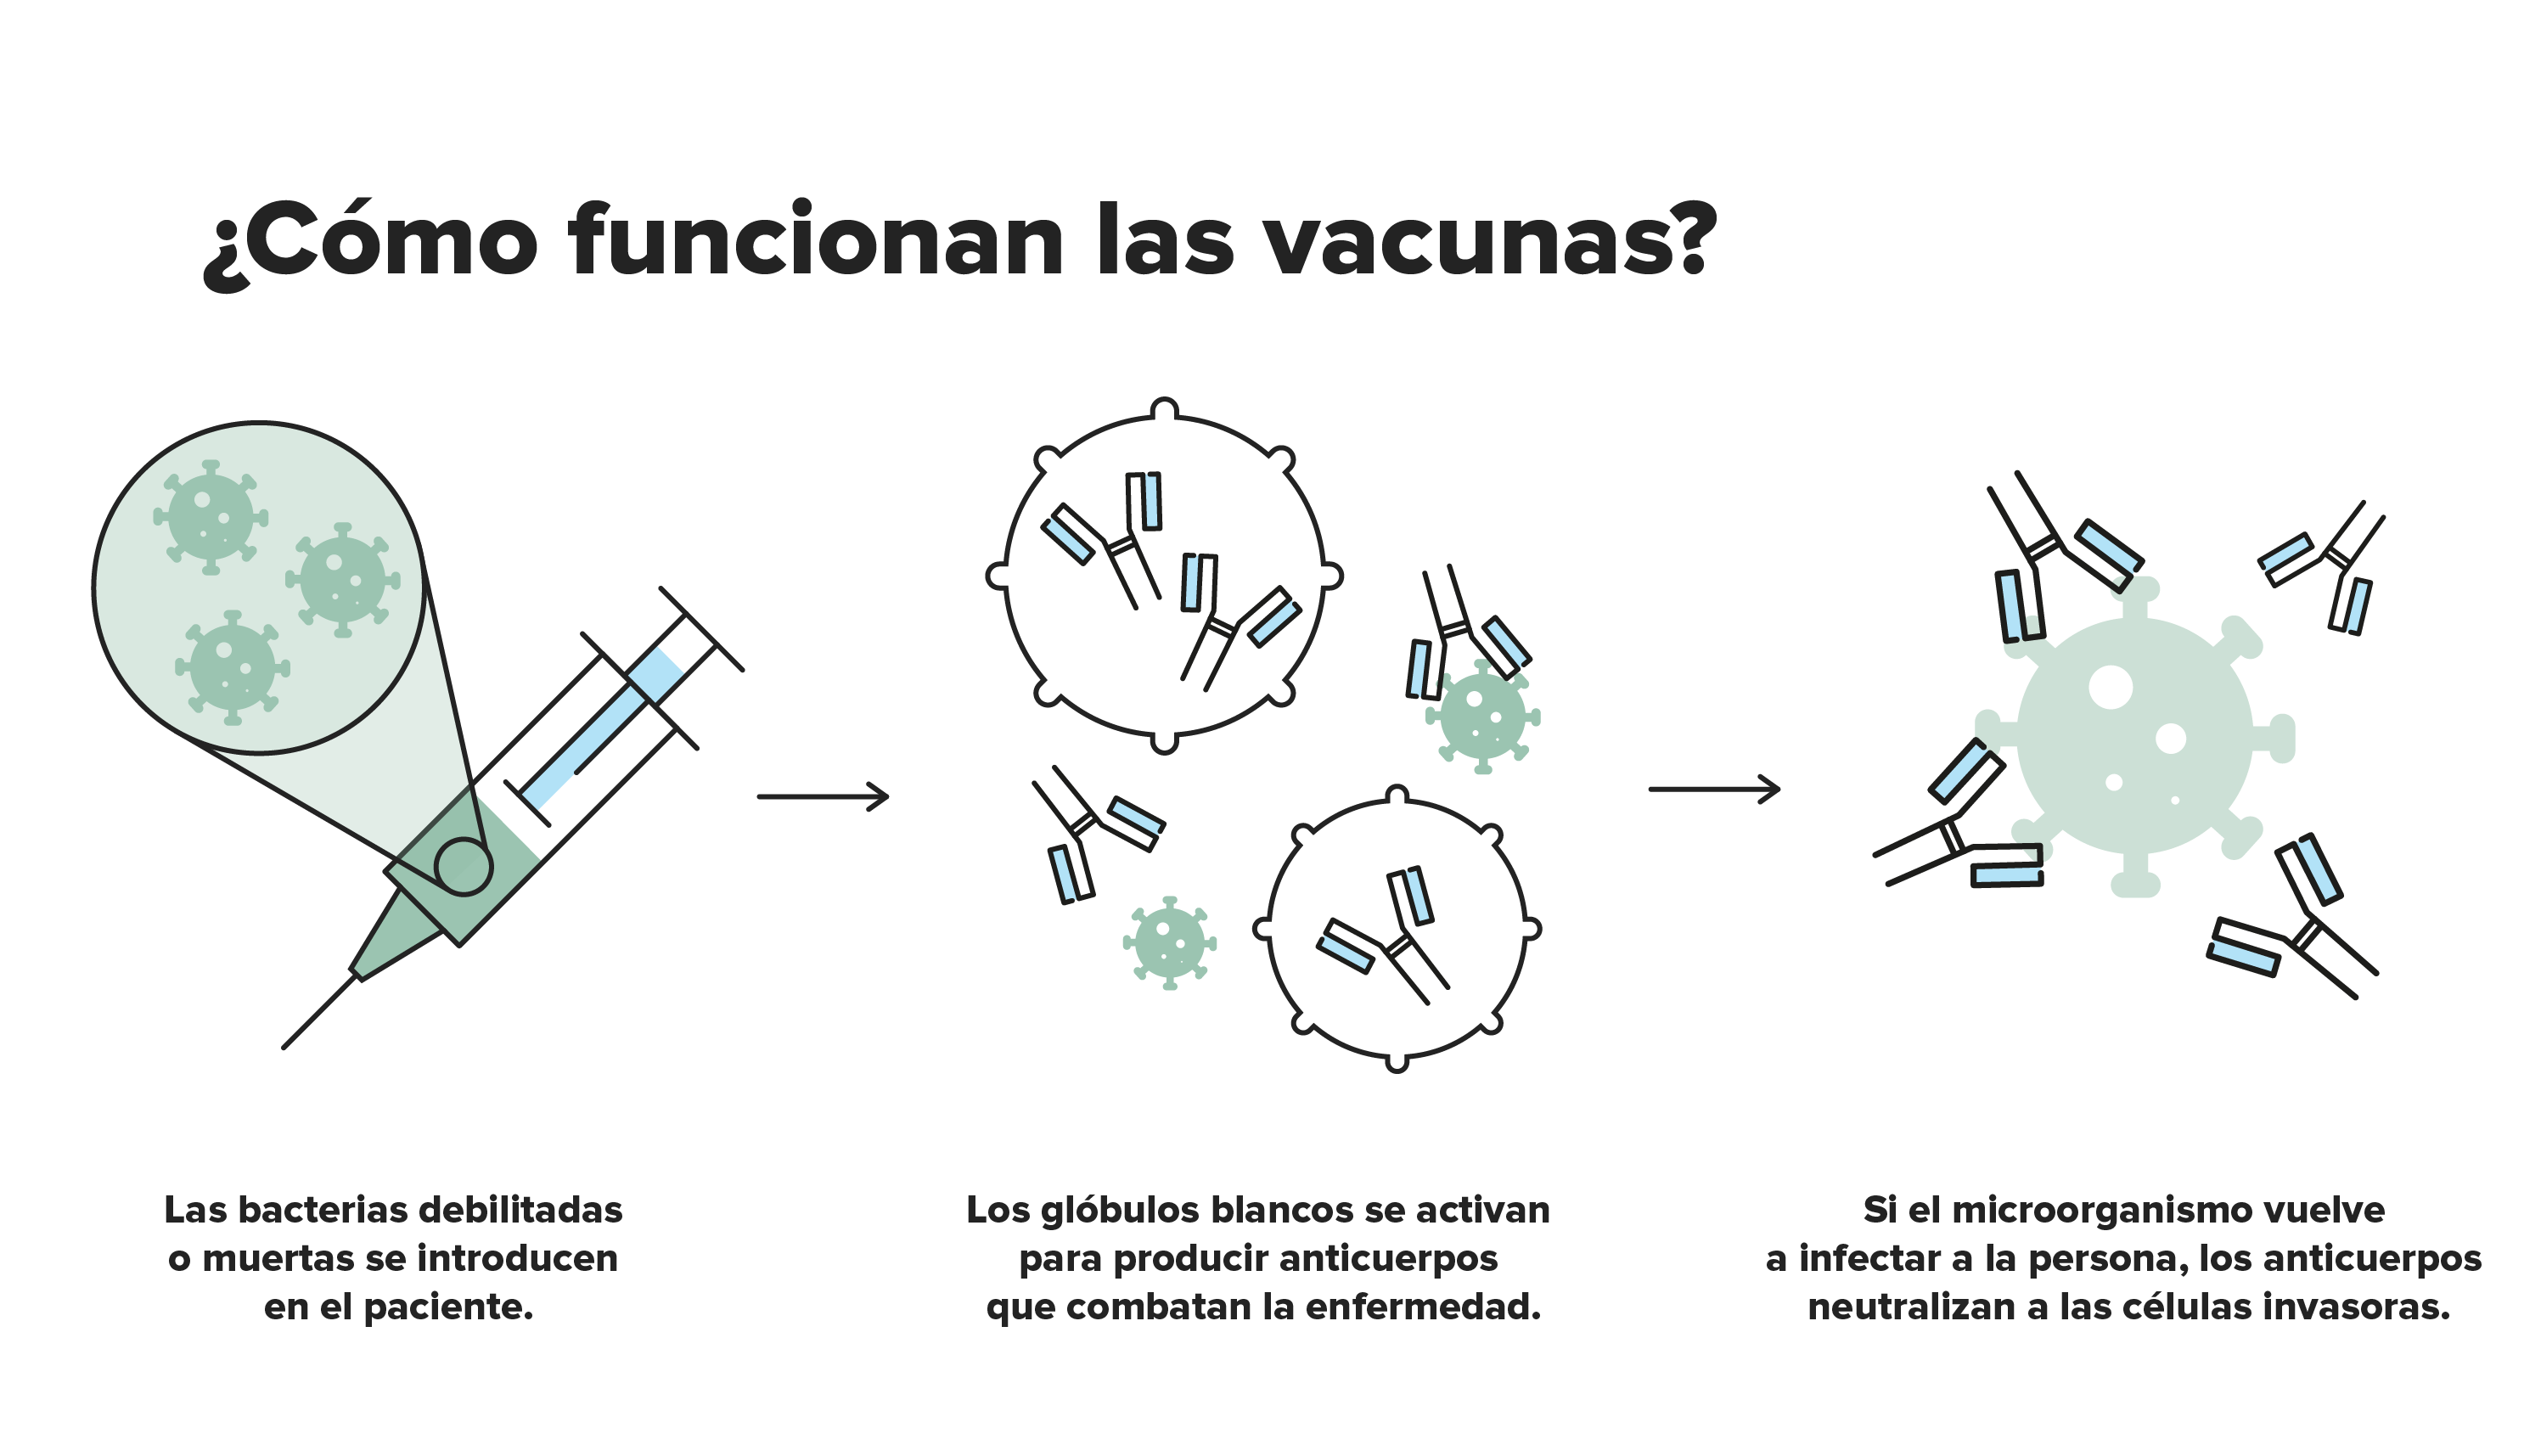 ¿Cómo funcionan las vacunas?
Las bacterias debilitadas
o muertas se introducen
en el paciente.
Los glóbulos blancos se activan
para producir anticuerpos
que combatan la enfermedad.
Si el microorganismo vuelve
a infectar a la persona, los anticuerpos
neutralizan a las células invasoras.